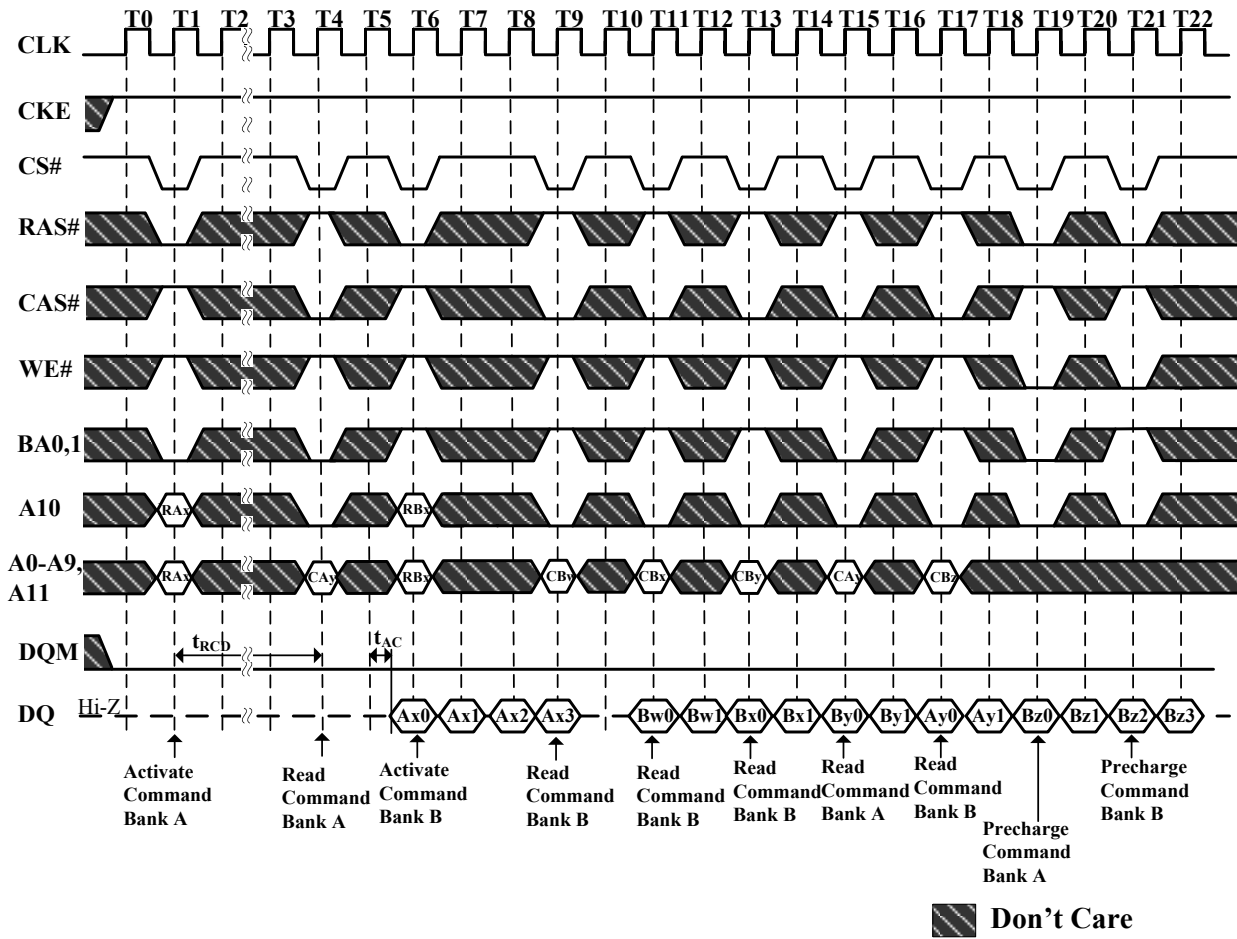 T0 T1 T2 T3 T4 T5 T6 T7 T8 T9 T10 T11 T12 T13 T14 T15 T16 T17 T18 T19 T20 T21 T22
CLK
CKE
CS#
RAS#
CAS#
WE#
BA0,1
A10 RAx RBx
A0-A9,
A11
RAx CAy RBx CBw CBx CBy CAy CBz
DQM tRCD tAC
DQ Hi-Z Ax0 Ax1 Ax2 Ax3 Bw0 Bw1 Bx0 Bx1 By0 By1 Ay0 Ay1 Bz0 Bz1 Bz2 Bz3
Activate
Command
Bank A
Read
Command
Bank A
Activate
Command
Bank B
Read
Command
Bank B
Read
Command
Bank B
Read
Command
Bank B
Read
Command
Bank A
Read
Command
Bank B
Precharge
Command
Bank A
Precharge
Command
Bank B
Don't Care